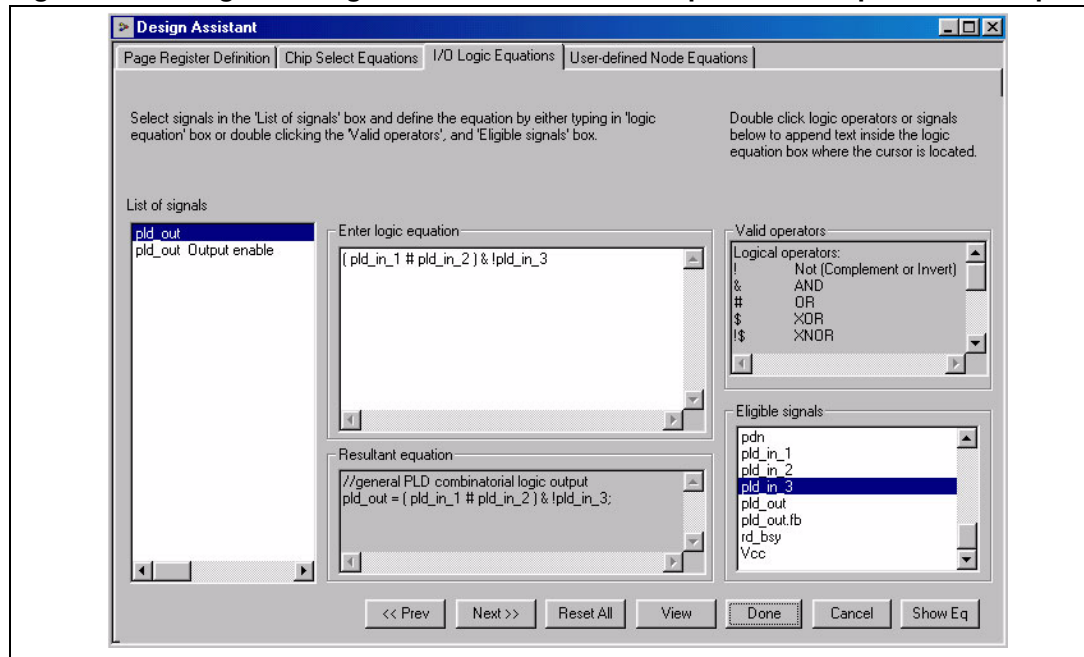 Design Assistant
Page Register Definition
Chip Select Equations
I/O Logic Equations
User-defined Node Equations
Select signals in the 'List of signals' box and define the equation by either typing in 'logic
equation' box or double clicking the 'Valid operators', and 'Eligible signals' box.
Double click logic operators or signals
below to append text inside the logic
equation box where the cursor is located.
List of signals
pld_out
pld_out Output enable
Enter logic equation
( pld_in_1 # pld_in_2 ) & !pld_in_3
Resultant equation
//general PLD combinatorial logic output
pld_out = ( pld_in_1 # pld_in_2 ) & !pld_in_3;
Valid operators
Logical operators:
! Not (Complement or Invert)
& AND
# OR
$ XOR
!$ XNOR
Eligible signals
pdn
pld_in_1
pld_in_2
pld_in_3
pld_out
pld_out.fb
rd_bsy
Vcc
<< Prev
Next >>
Reset All
View
Done
Cancel
Show Eq